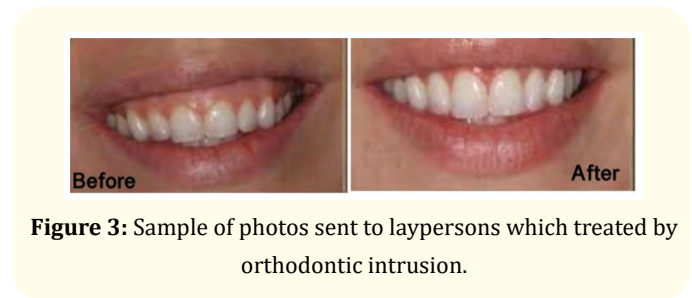 Before
After
Figure 3: Sample of photos sent to laypersons which treated by
orthodontic intrusion.